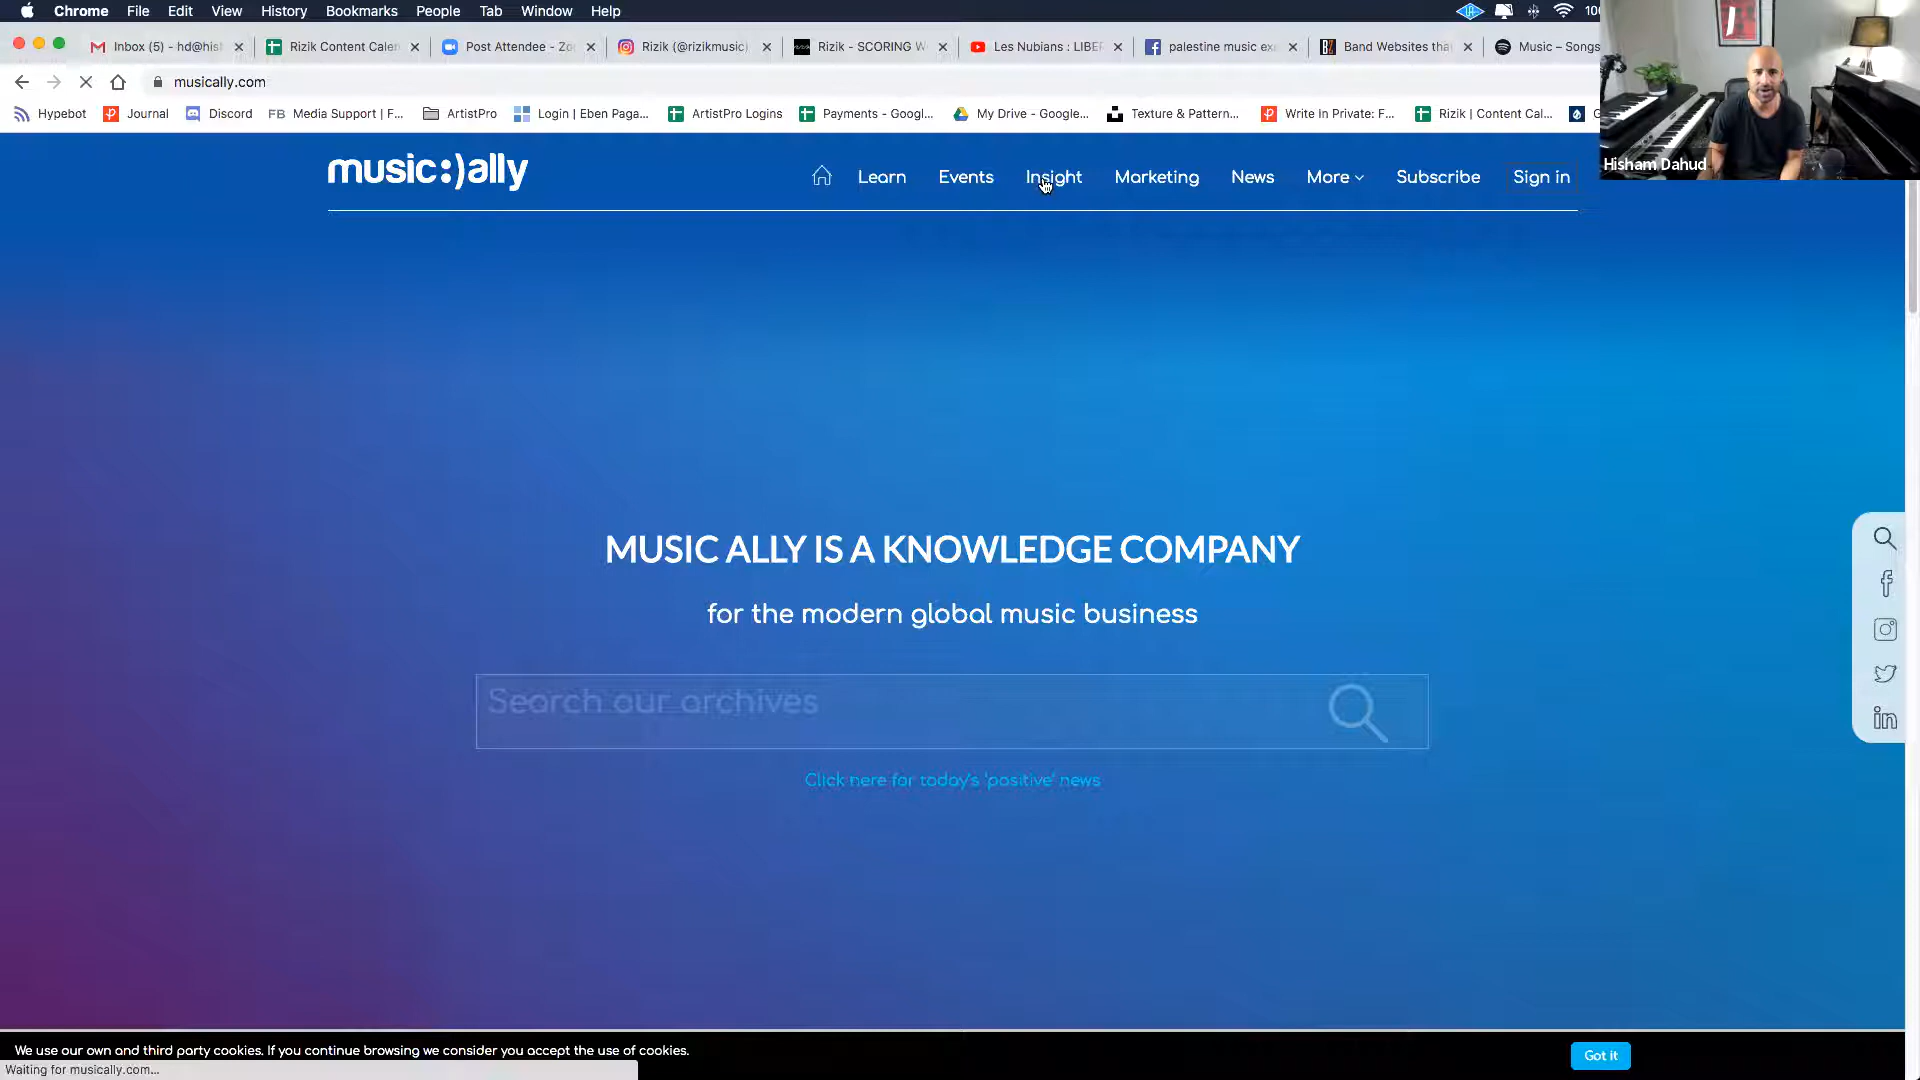 Chrome File Edit View History Bookmarks People Tab Window Help
Inbox (5) - hd@hish Rizik Content Calen Post Attendee - Zo Rizik (@rizikmusic) Rizik - SCORING W Les Nubians : LIBE palestine music ex Band Websites tha Music – Songs
musically.com
Hypebot Journal Discord FB Media Support | F... ArtistPro Login | Eben Paga... ArtistPro Logins Payments - Googl... My Drive - Google... Texture & Pattern... Write In Private: F... Rizik | Content Cal...
Hisham Dahud
music:)ally Learn Events Insight Marketing News More Subscribe Sign in
MUSIC ALLY IS A KNOWLEDGE COMPANY
for the modern global music business
Search our archives
Click here for today's 'positive' news
We use our own and third party cookies. If you continue browsing we consider you accept the use of cookies.
Got it
Waiting for musically.com...